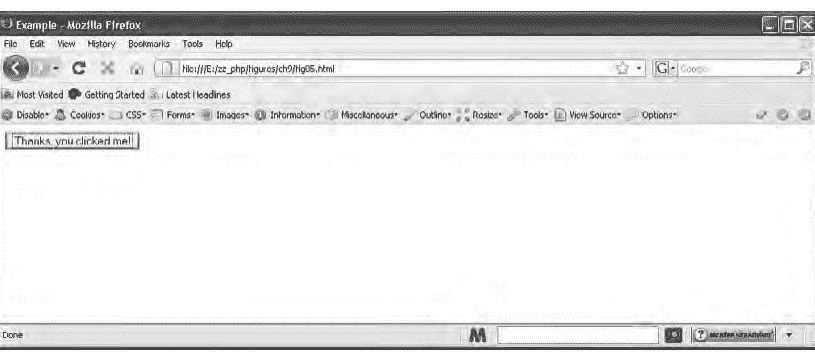 Example - Mozilla Firefox
File Edit View History Bookmarks Tools Help
file:///E:/zz_php/figures/ch9/fig05.html
G Google
Most Visited Getting Started Latest Headlines
Disable Cookies CSS Forms Images Information Miscellaneous Outline Resize Tools View Source Options
Thanks, you clicked me!!
Done
M